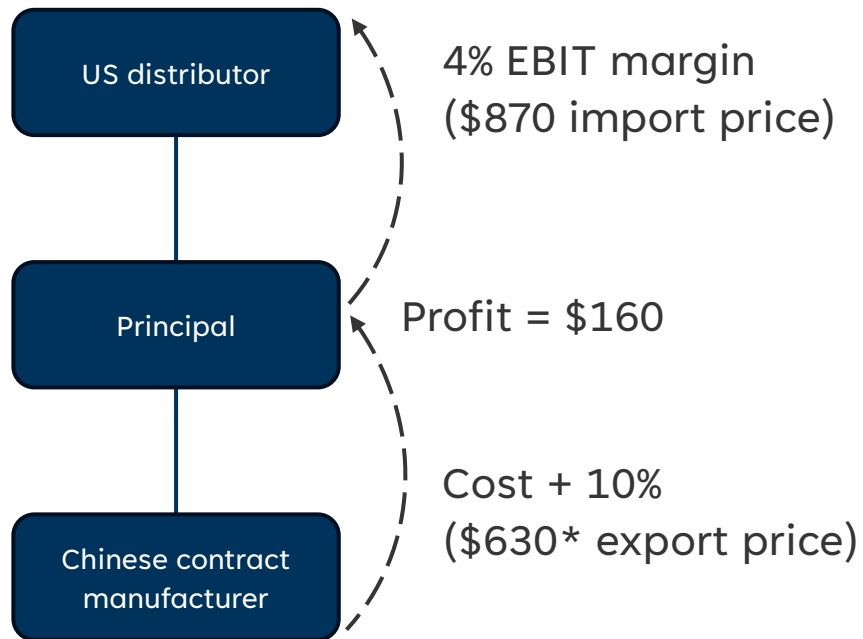 US distributor
4% EBIT margin
($870 import price)
Principal
Profit = $160
Cost + 10%
($630* export price)
Chinese contract
manufacturer